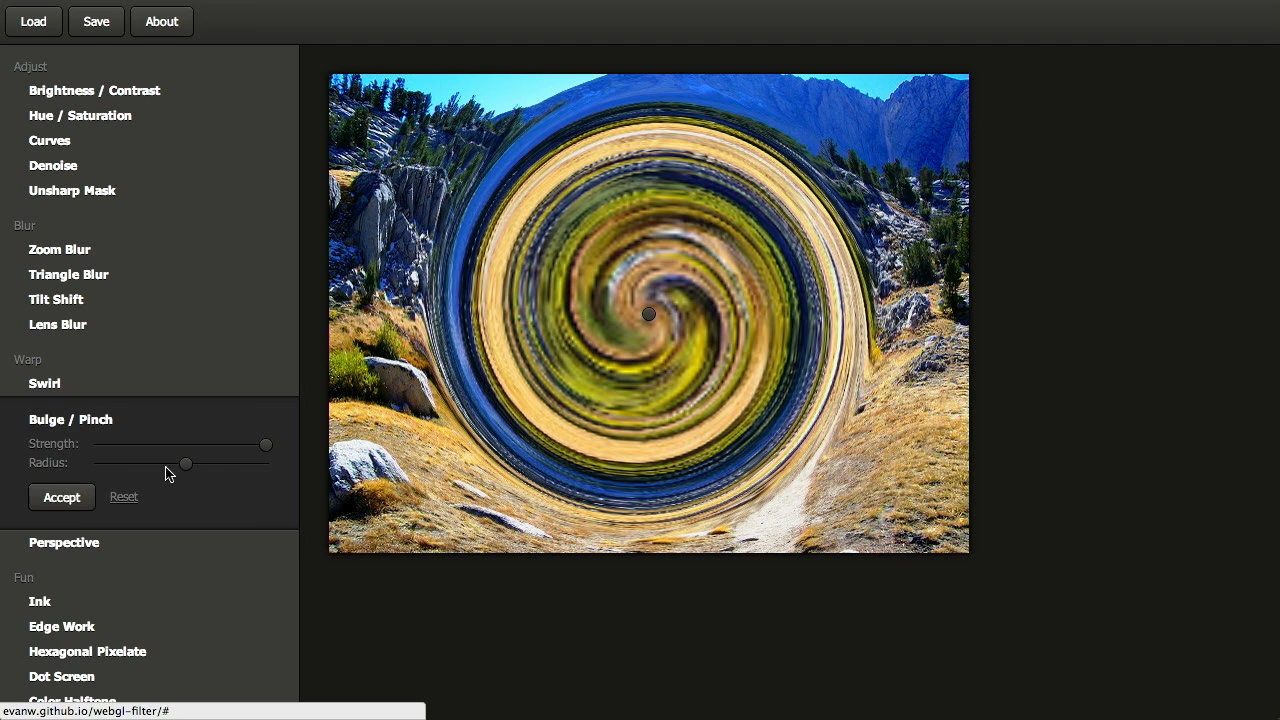 Load Save About
Adjust
Brightness / Contrast
Hue / Saturation
Curves
Denoise
Unsharp Mask
Blur
Zoom Blur
Triangle Blur
Tilt Shift
Lens Blur
Warp
Swirl
Bulge / Pinch
Strength:
Radius:
Accept Reset
Perspective
Fun
Ink
Edge Work
Hexagonal Pixelate
Dot Screen
Color Halftone
evanw.github.io/webgl-filter/#